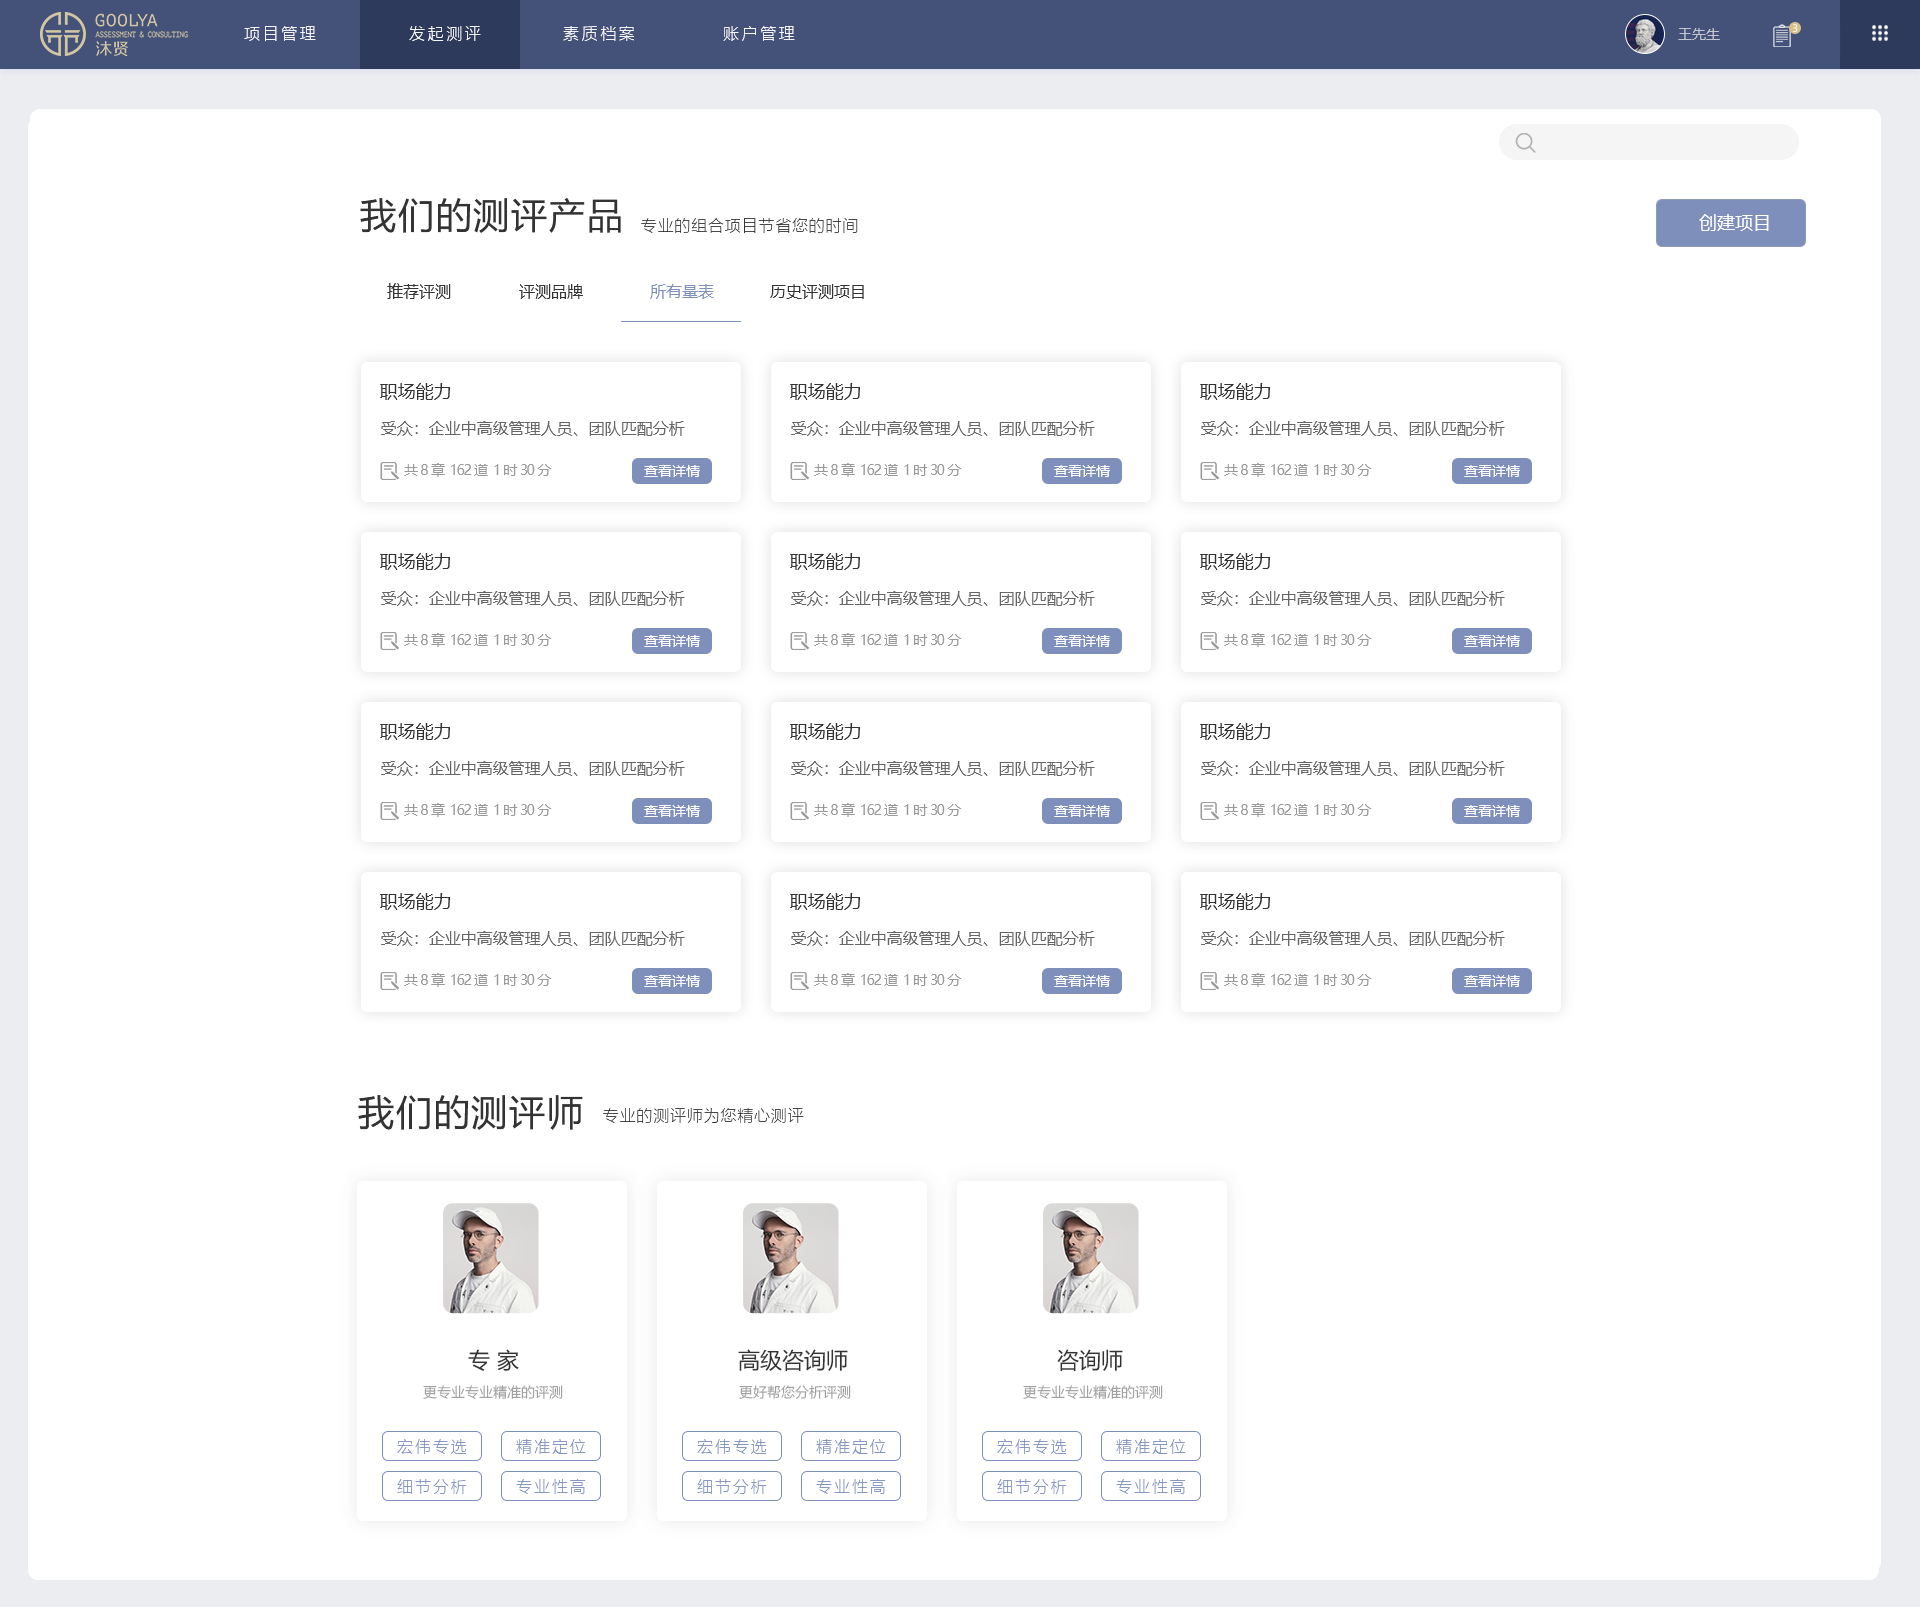 GOOLYA
ASSESSMENT & CONSULTING
沐贤
项目管理
发起测评
素质档案
账户管理
王先生
3
我们的测评产品
专业的组合项目节省您的时间
创建项目
推荐评测
评测品牌
所有量表
历史评测项目
职场能力
受众：企业中高级管理人员、团队匹配分析
共8章 162道 1时30分
查看详情
职场能力
受众：企业中高级管理人员、团队匹配分析
共8章 162道 1时30分
查看详情
职场能力
受众：企业中高级管理人员、团队匹配分析
共8章 162道 1时30分
查看详情
职场能力
受众：企业中高级管理人员、团队匹配分析
共8章 162道 1时30分
查看详情
职场能力
受众：企业中高级管理人员、团队匹配分析
共8章 162道 1时30分
查看详情
职场能力
受众：企业中高级管理人员、团队匹配分析
共8章 162道 1时30分
查看详情
职场能力
受众：企业中高级管理人员、团队匹配分析
共8章 162道 1时30分
查看详情
职场能力
受众：企业中高级管理人员、团队匹配分析
共8章 162道 1时30分
查看详情
职场能力
受众：企业中高级管理人员、团队匹配分析
共8章 162道 1时30分
查看详情
职场能力
受众：企业中高级管理人员、团队匹配分析
共8章 162道 1时30分
查看详情
职场能力
受众：企业中高级管理人员、团队匹配分析
共8章 162道 1时30分
查看详情
职场能力
受众：企业中高级管理人员、团队匹配分析
共8章 162道 1时30分
查看详情
我们的测评师
专业的测评师为您精心测评
专 家
更专业专业精准的评测
宏伟专选
精准定位
细节分析
专业性高
高级咨询师
更好帮您分析评测
宏伟专选
精准定位
细节分析
专业性高
咨询师
更专业专业精准的评测
宏伟专选
精准定位
细节分析
专业性高